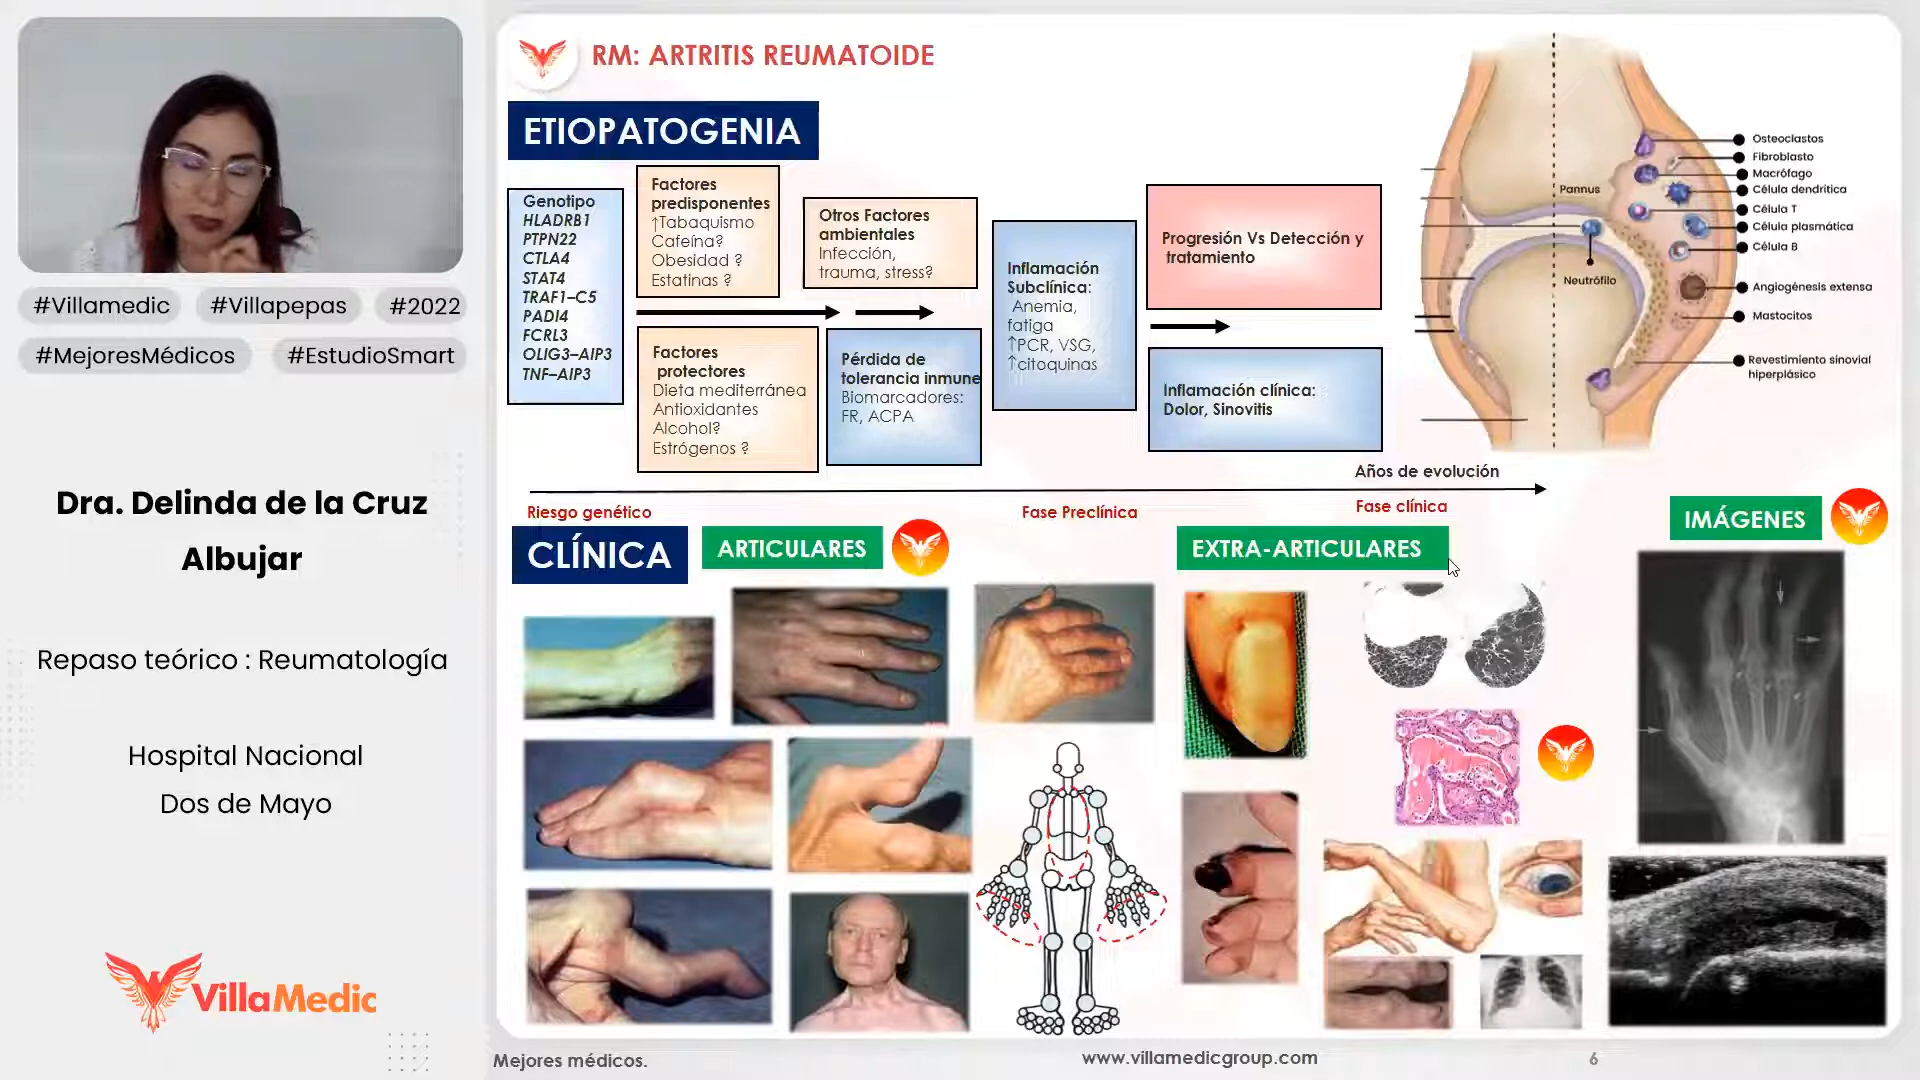 #Villamedic #Villapepas #2022
#MejoresMédicos #EstudioSmart
Dra. Delinda de la Cruz
Albujar
Repaso teórico : Reumatología
Hospital Nacional
Dos de Mayo
VillaMedic
RM: ARTRITIS REUMATOIDE
ETIOPATOGENIA
Genotipo
HLADRB1
PTPN22
CTLA4
STAT4
TRAF1–C5
PADI4
FCRL3
OLIG3–AIP3
TNF–AIP3
Factores
predisponentes
↑Tabaquismo
Cafeína?
Obesidad ?
Estatinas ?
Factores
protectores
Dieta mediterránea
Antioxidantes
Alcohol?
Estrógenos ?
Otros Factores
ambientales
Infección,
trauma, stress?
Pérdida de
tolerancia inmune
Biomarcadores:
FR, ACPA
Inflamación
Subclínica:
Anemia,
fatiga
↑PCR, VSG,
↑citoquinas
Progresión Vs Detección y
tratamiento
Inflamación clínica:
Dolor, Sinovitis
Años de evolución
Riesgo genético
Fase Preclínica
Fase clínica
Pannus
Neutrófilo
Osteoclastos
Fibroblasto
Macrófago
Célula dendrítica
Célula T
Célula plasmática
Célula B
Angiogénesis extensa
Mastocitos
Revestimiento sinovial
hiperplásico
CLÍNICA
ARTICULARES
EXTRA-ARTICULARES
IMÁGENES
Mejores médicos.
www.villamedicgroup.com
6